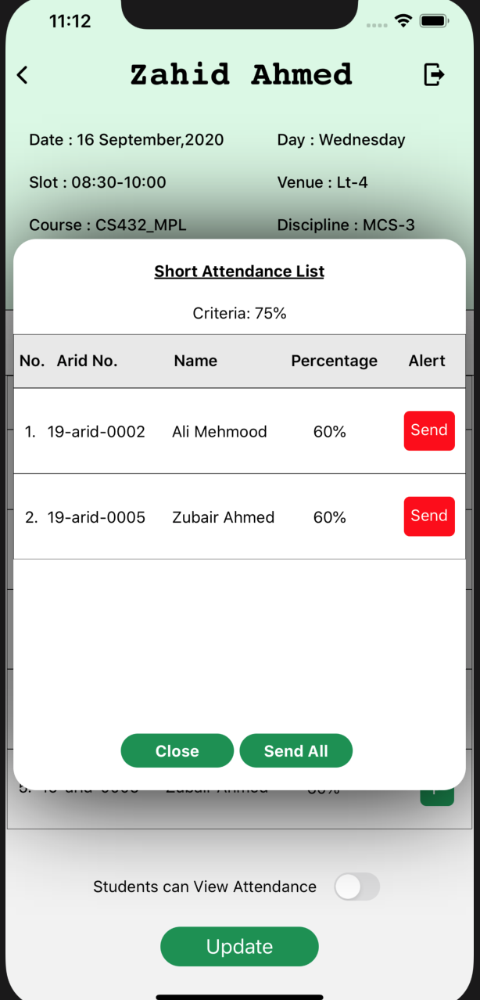 11:12
Zahid Ahmed
Date : 16 September,2020 Day : Wednesday
Slot : 08:30-10:00 Venue : Lt-4
Course : CS432_MPL Discipline : MCS-3
Short Attendance List
Criteria: 75%
No. Arid No. Name Percentage Alert
1. 19-arid-0002 Ali Mehmood 60% Send
2. 19-arid-0005 Zubair Ahmed 60% Send
Close Send All
Students can View Attendance
Update